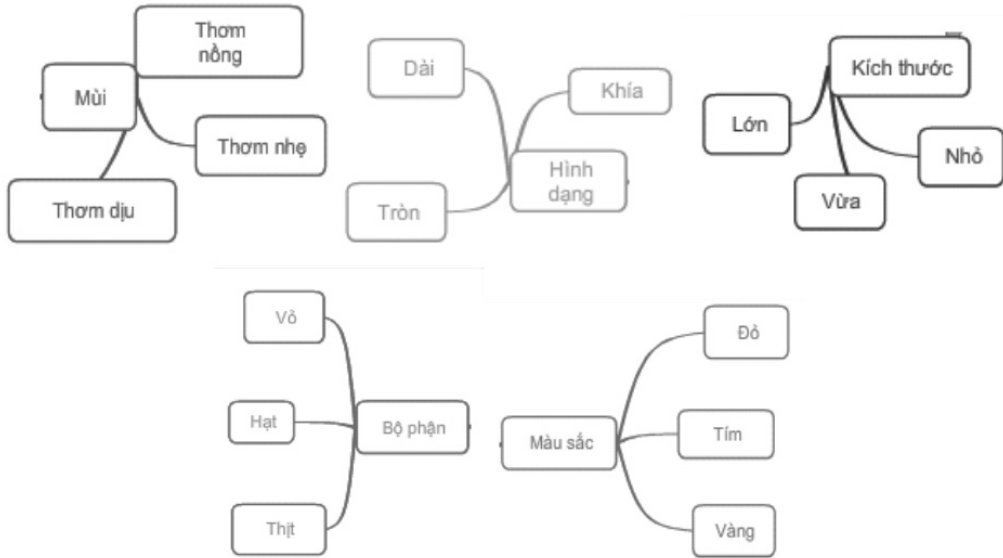 Thơm
nồng
Mùi
Thơm nhẹ
Thơm dịu
Dài
Khía
Hình
dạng
Tròn
Kích thước
Lớn
Nhỏ
Vừa
Vỏ
Hạt
Bộ phận
Thịt
Đỏ
Màu sắc
Tím
Vàng